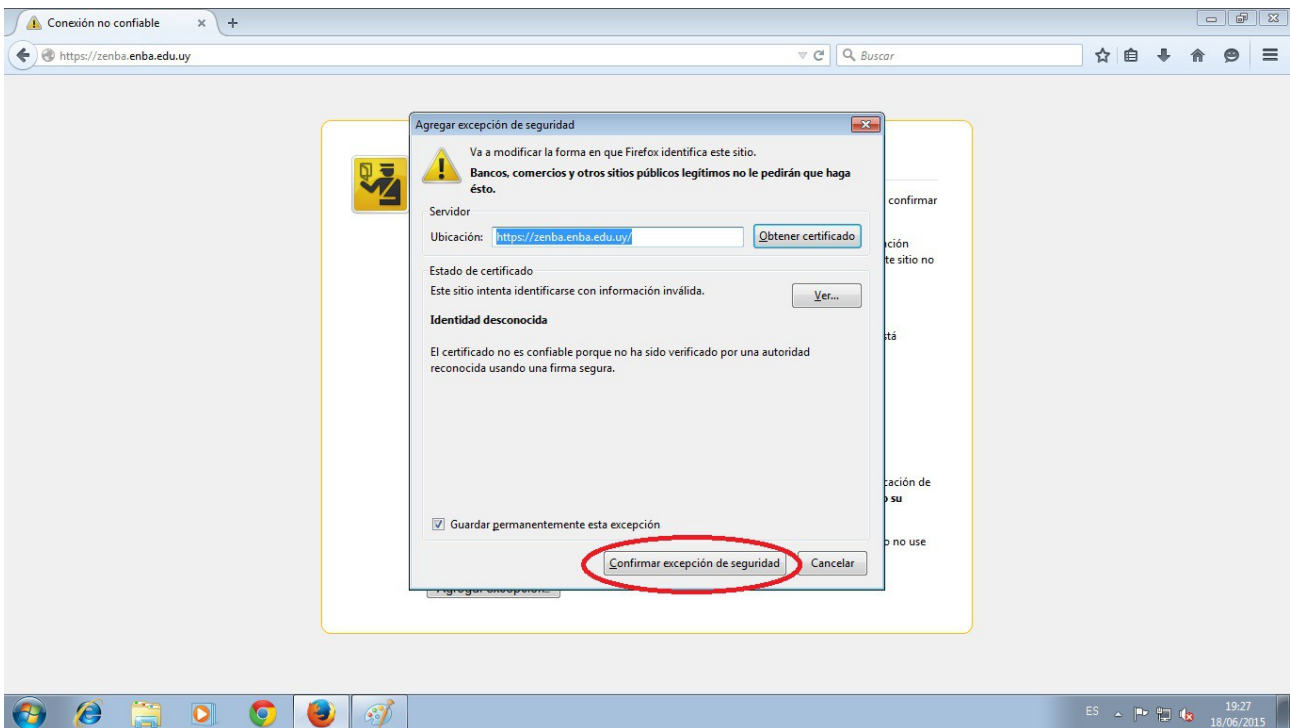 Conexión no confiable
https://zenba.enba.edu.uy
Buscar
Agregar excepción de seguridad
Va a modificar la forma en que Firefox identifica este sitio.
Bancos, comercios y otros sitios públicos legítimos no le pedirán que haga
ésto.
confirmar
Servidor
Ubicación: https://zenba.enba.edu.uy/ Obtener certificado
ación
te sitio no
Estado de certificado
Este sitio intenta identificarse con información inválida. Ver...
Identidad desconocida
stá
El certificado no es confiable porque no ha sido verificado por una autoridad
reconocida usando una firma segura.
cación de
o su
Guardar permanentemente esta excepción
o no use
Confirmar excepción de seguridad Cancelar
Agregar excepción...
ES 19:27
18/06/2015